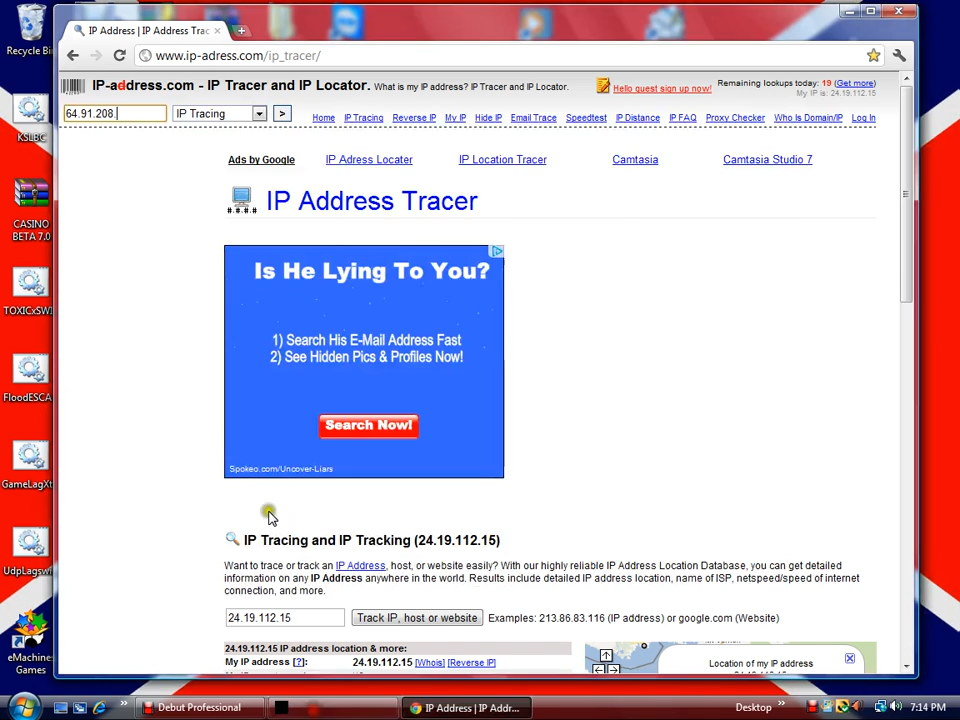 Recycle Bin
IP Address | IP Address Trac
www.ip-adress.com/ip_tracer/
IP-address.com - IP Tracer and IP Locator. What is my IP address? IP Tracer and IP Locator.
Hello guest sign up now!
Remaining lookups today: 19 (Get more)
My IP is: 24.19.112.15
64.91.208.
IP Tracing
>
Home
IP Tracing
Reverse IP
My IP
Hide IP
Email Trace
Speedtest
IP Distance
IP FAQ
Proxy Checker
Who Is Domain/IP
Log In
KSLBC
Ads by Google
IP Adress Locater
IP Location Tracer
Camtasia
Camtasia Studio 7
#.#.#.#
IP Address Tracer
CASINO
BETA 7.0
Is He Lying To You?
TOXICxSWI
1) Search His E-Mail Address Fast
2) See Hidden Pics & Profiles Now!
FloodESCA
Search Now!
Spokeo.com/Uncover-Liars
GameLagXt
IP Tracing and IP Tracking (24.19.112.15)
Want to trace or track an IP Address, host, or website easily? With our highly reliable IP Address Location Database, you can get detailed
information on any IP Address anywhere in the world. Results include detailed IP address location, name of ISP, netspeed/speed of internet
connection, and more.
UdpLagsw
24.19.112.15
Track IP, host or website
Examples: 213.86.83.116 (IP address) or google.com (Website)
24.19.112.15 IP address location & more:
My IP address [?]:
24.19.112.15 [Whois] [Reverse IP]
Location of my IP address
eMachines
Games
Debut Professional
IP Address | IP Addr...
Desktop
7:14 PM